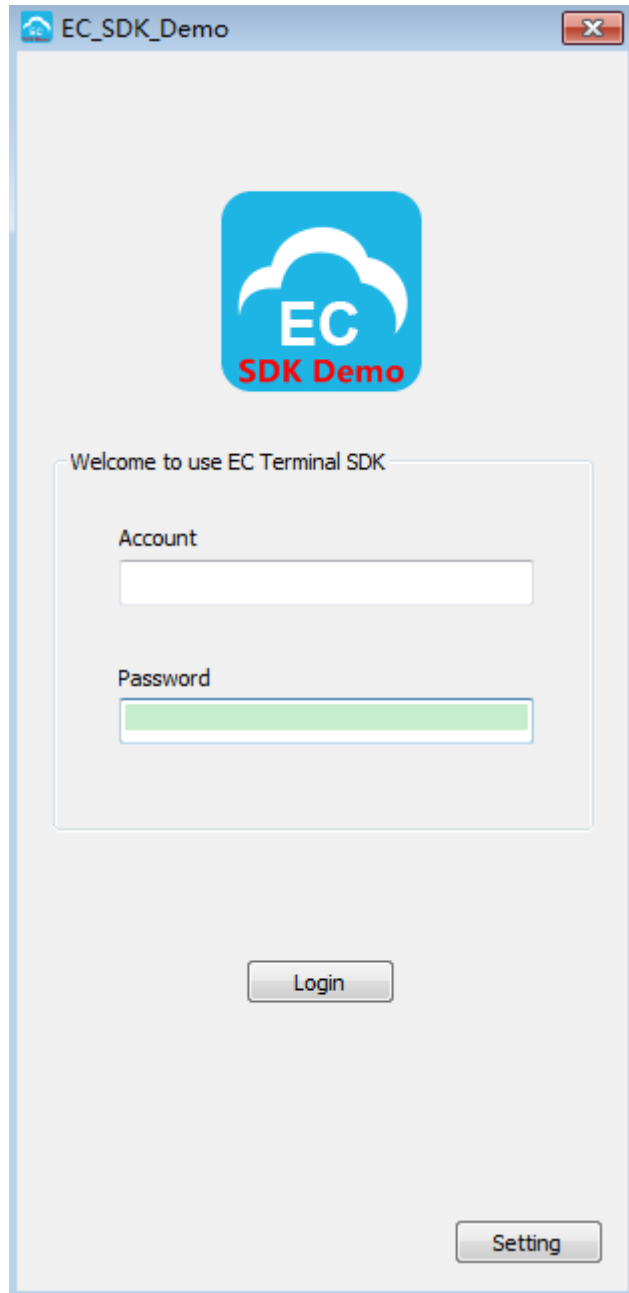 EC_SDK_Demo
EC
SDK Demo
Welcome to use EC Terminal SDK
Account
Password
Login
Setting